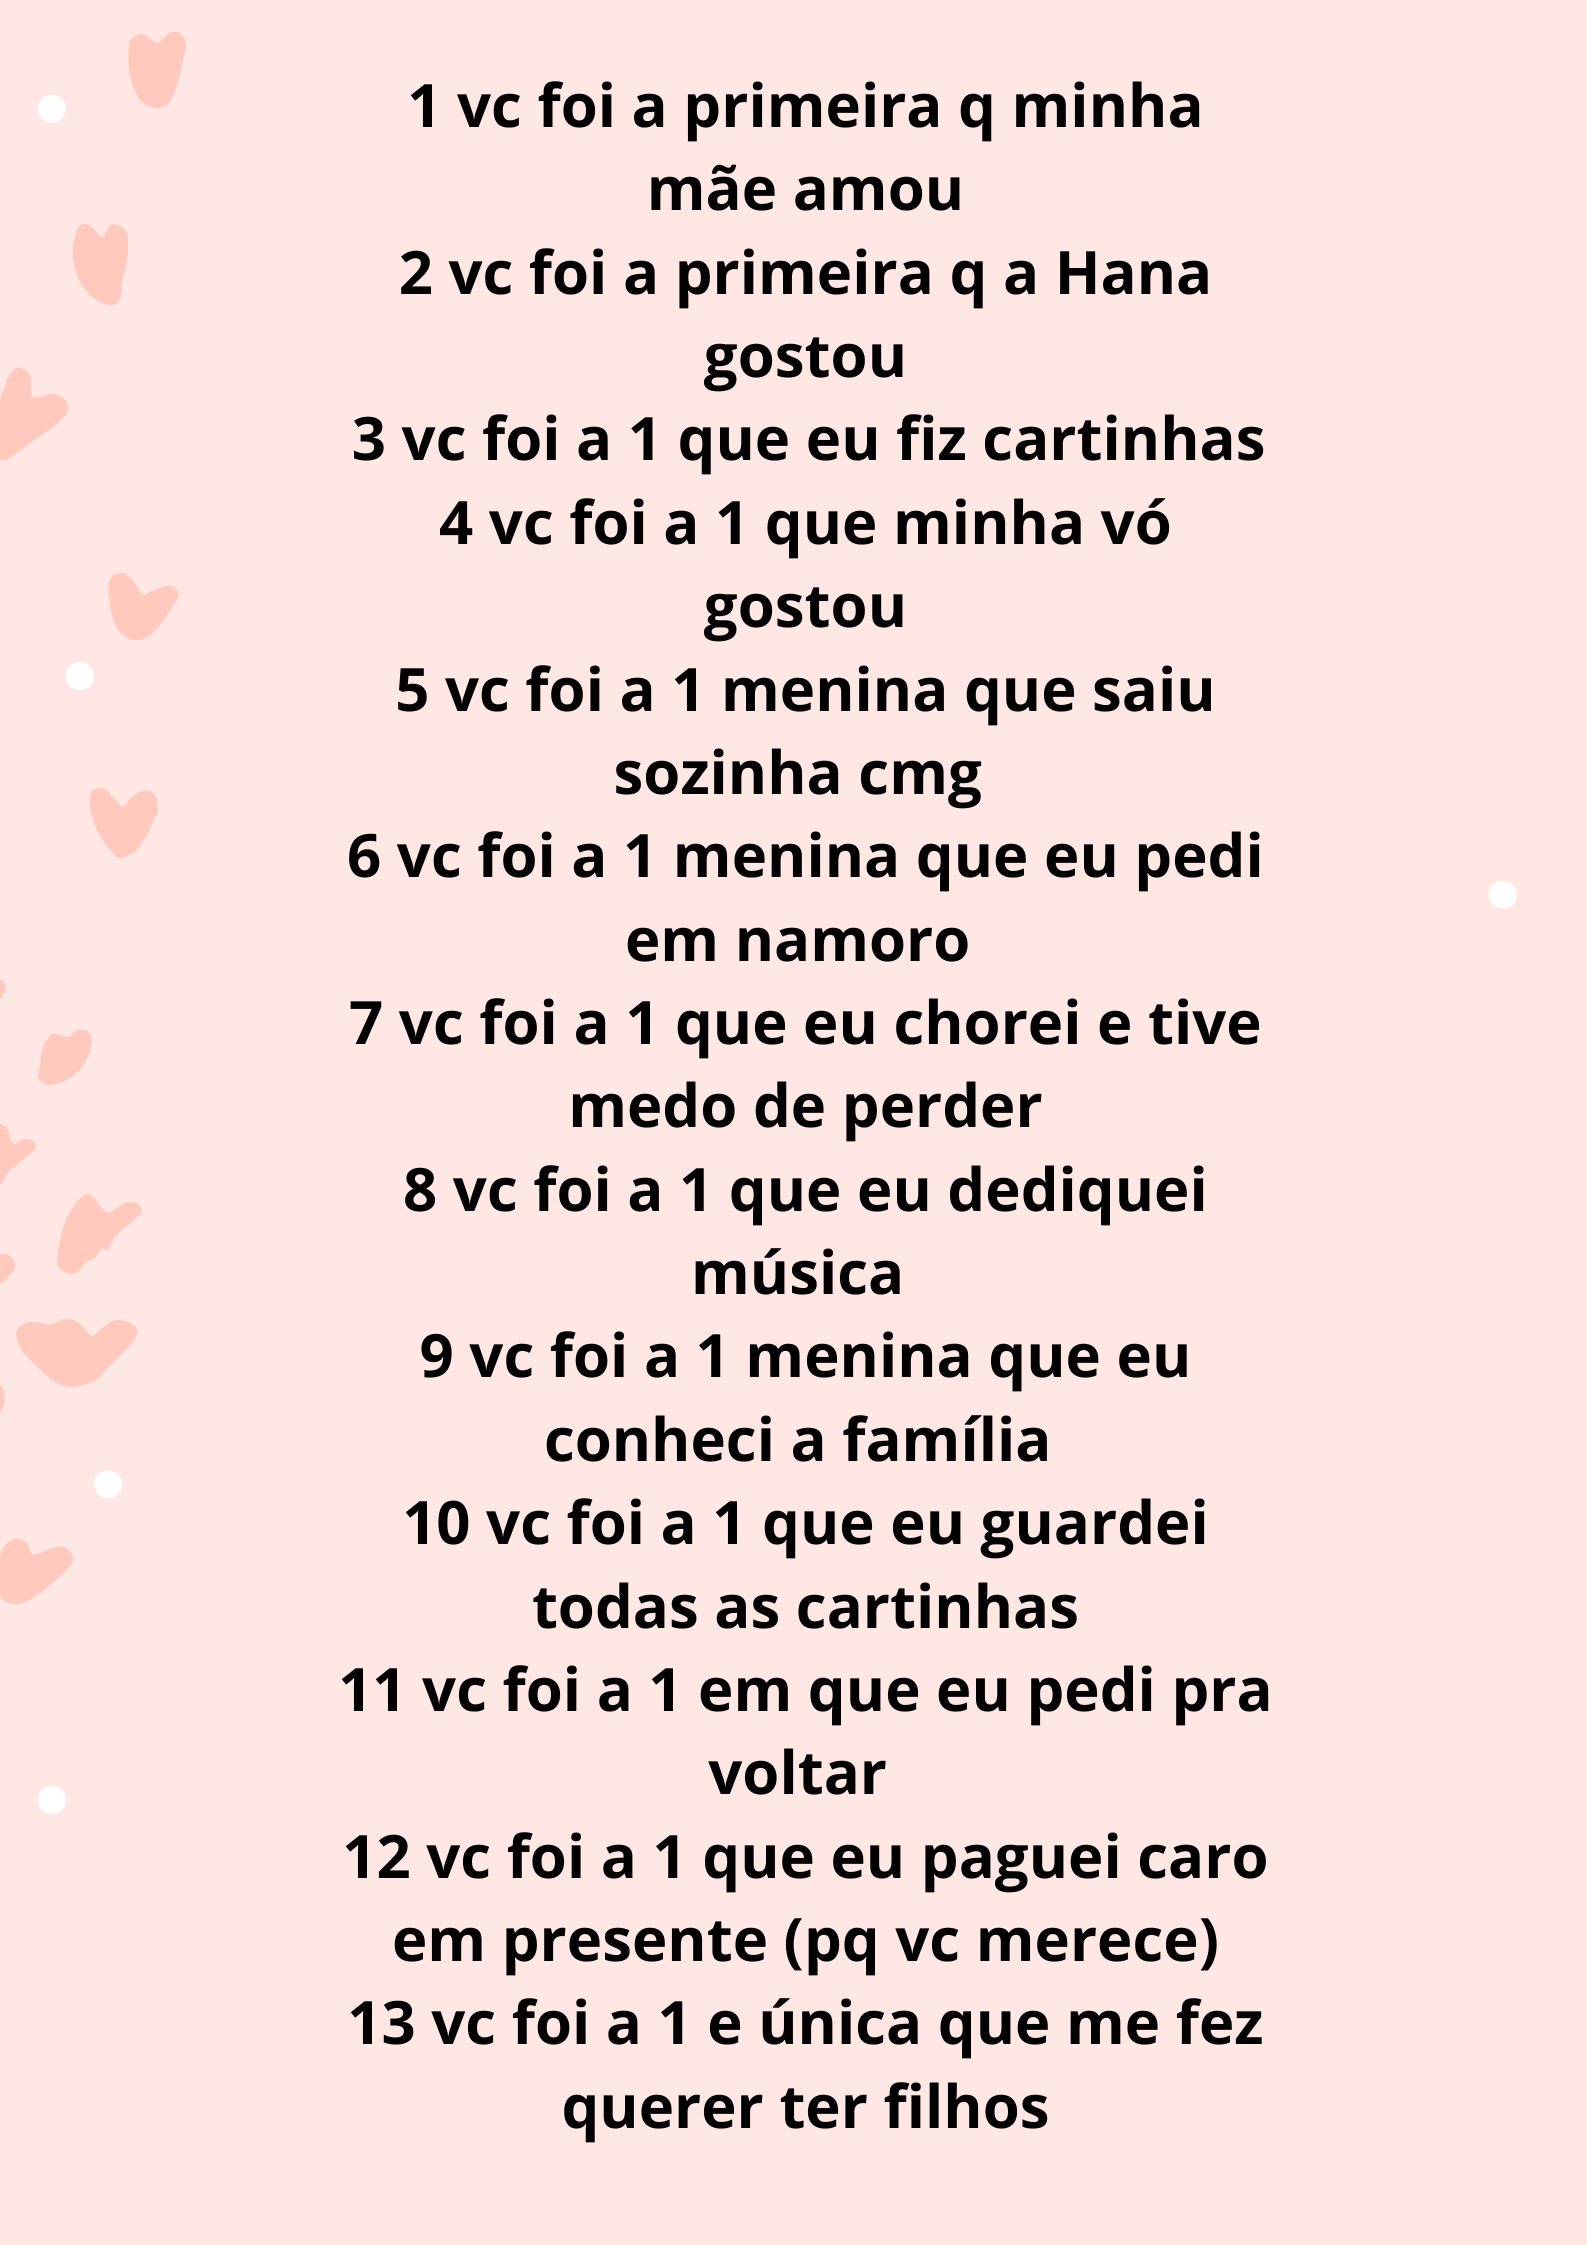 1 vc foi a primeira q minha
mãe amou
2 vc foi a primeira q a Hana
gostou
3 vc foi a 1 que eu fiz cartinhas
4 vc foi a 1 que minha vó
gostou
5 vc foi a 1 menina que saiu
sozinha cmg
6 vc foi a 1 menina que eu pedi
em namoro
7 vc foi a 1 que eu chorei e tive
medo de perder
8 vc foi a 1 que eu dediquei
música
9 vc foi a 1 menina que eu
conheci a família
10 vc foi a 1 que eu guardei
todas as cartinhas
11 vc foi a 1 em que eu pedi pra
voltar
12 vc foi a 1 que eu paguei caro
em presente (pq vc merece)
13 vc foi a 1 e única que me fez
querer ter filhos